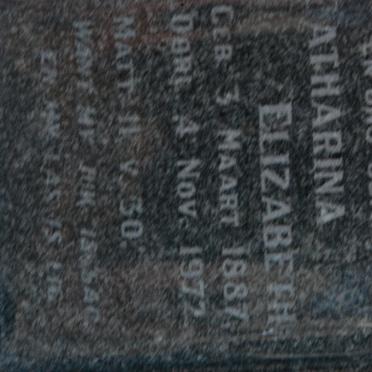 ATHARINA
ELIZABETH
GEB. 3 MAART 1887
OORL. 4 NOV. 1972
MATT. 11 V. 30.
WANT MY JUK IS SAG
EN MY LAS IS LIG.